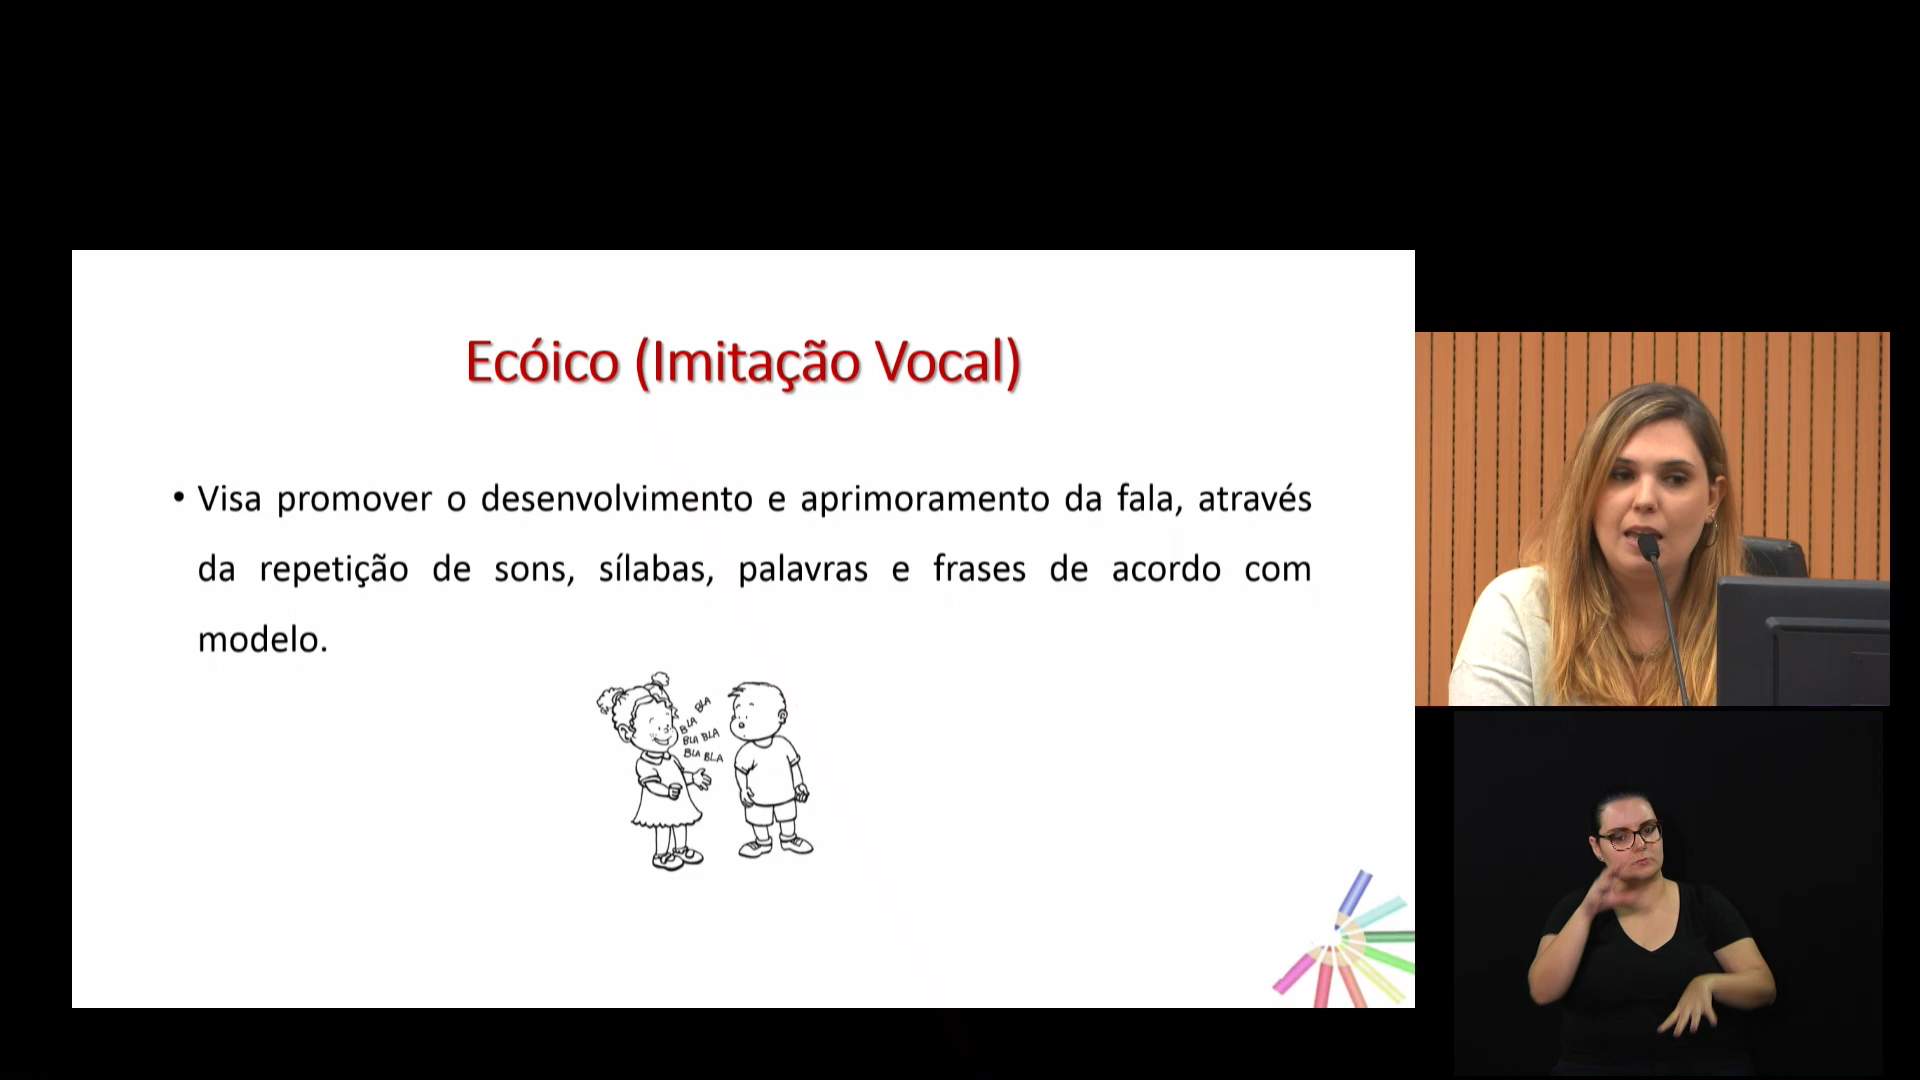 Ecóico (Imitação Vocal)
• Visa promover o desenvolvimento e aprimoramento da fala, através
da repetição de sons, sílabas, palavras e frases de acordo com
modelo.
BLA
BLA
BLA BLA
BLA BLA